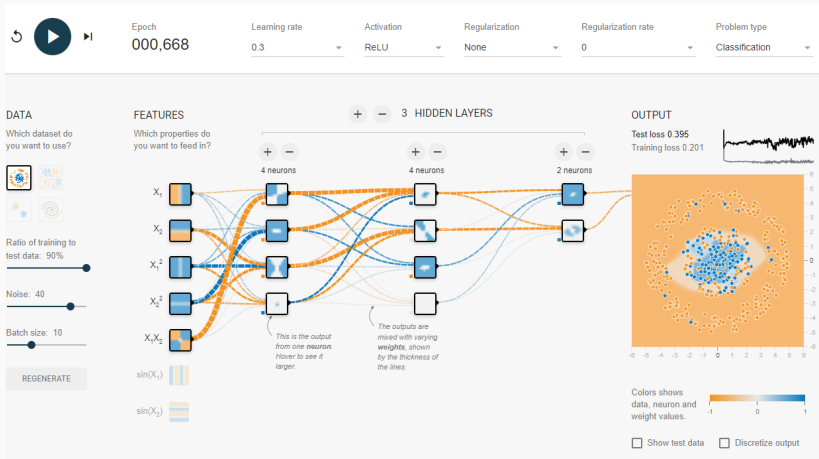 Epoch
000,668
Learning rate
0.3
Activation
ReLU
Regularization
None
Regularization rate
0
Problem type
Classification
DATA
Which dataset do
you want to use?
Ratio of training to
test data: 90%
Noise: 40
Batch size: 10
REGENERATE
FEATURES
Which properties do
you want to feed in?
X₁
X₂
X₁²
X₂²
X₁X₂
sin(X₁)
sin(X₂)
+ − 3 HIDDEN LAYERS
+ −
4 neurons
+ −
4 neurons
+ −
2 neurons
This is the output
from one neuron.
Hover to see it
larger.
The outputs are
mixed with varying
weights, shown
by the thickness of
the lines.
OUTPUT
Test loss 0.395
Training loss 0.201
6
5
4
3
2
1
0
-1
-2
-3
-4
-5
-6
-6 -5 -4 -3 -2 -1 0 1 2 3 4 5 6
Colors shows
data, neuron and
weight values.
-1 0 1
Show test data
Discretize output